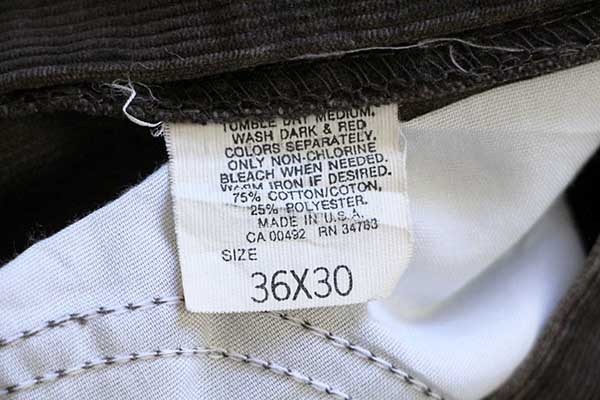 TUMBLE DRY MEDIUM.
WASH DARK & RED
COLORS SEPARATELY.
ONLY NON-CHLORINE
BLEACH WHEN NEEDED.
WARM IRON IF DESIRED.
75% COTTON/COTON,
25% POLYESTER.
MADE IN U.S.A.
CA 00492 RN 34783
SIZE
36X30